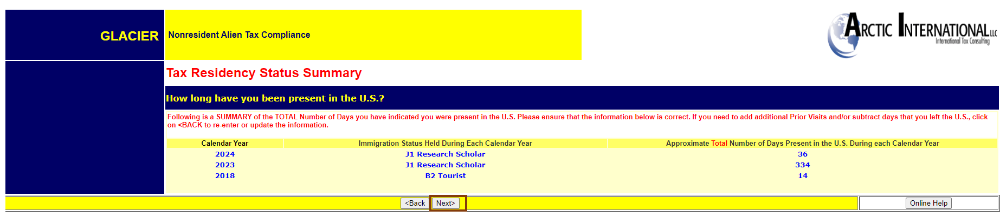 GLACIER
Nonresident Alien Tax Compliance
ARCTIC INTERNATIONAL LLC
International Tax Consulting
Tax Residency Status Summary
How long have you been present in the U.S.?
Following is a SUMMARY of the TOTAL Number of Days you have indicated you were present in the U.S. Please ensure that the information below is correct. If you need to add additional Prior Visits and/or subtract days that you left the U.S., click
on <BACK to re-enter or update the information.
Calendar Year Immigration Status Held During Each Calendar Year Approximate Total Number of Days Present in the U.S. During each Calendar Year
2024 J1 Research Scholar 36
2023 J1 Research Scholar 334
2018 B2 Tourist 14
<Back Next> Online Help